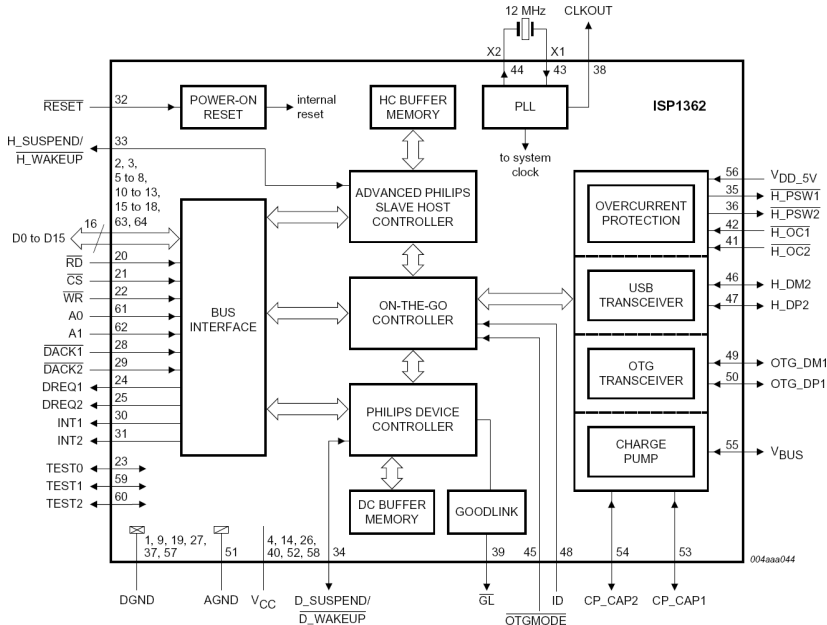 12 MHz
CLKOUT
X2
X1
44
43
38
ISP1362
RESET
32
POWER-ON
RESET
internal
reset
HC BUFFER
MEMORY
PLL
to system
clock
H_SUSPEND/
H_WAKEUP
33
2, 3,
5 to 8,
10 to 13,
15 to 18,
63, 64
D0 to D15
16
RD
20
CS
21
WR
22
A0
61
A1
62
DACK1
28
DACK2
29
DREQ1
24
DREQ2
25
INT1
30
INT2
31
TEST0
23
TEST1
59
TEST2
60
BUS
INTERFACE
ADVANCED PHILIPS
SLAVE HOST
CONTROLLER
ON-THE-GO
CONTROLLER
PHILIPS DEVICE
CONTROLLER
DC BUFFER
MEMORY
GOODLINK
OVERCURRENT
PROTECTION
USB
TRANSCEIVER
OTG
TRANSCEIVER
CHARGE
PUMP
56
VDD_5V
35
H_PSW1
36
H_PSW2
42
H_OC1
41
H_OC2
46
H_DM2
47
H_DP2
49
OTG_DM1
50
OTG_DP1
55
VBUS
1, 9, 19, 27,
37, 57
DGND
51
AGND
4, 14, 26,
40, 52, 58
VCC
34
D_SUSPEND/
D_WAKEUP
39
GL
45
OTGMODE
48
ID
54
CP_CAP2
53
CP_CAP1
004aaa044